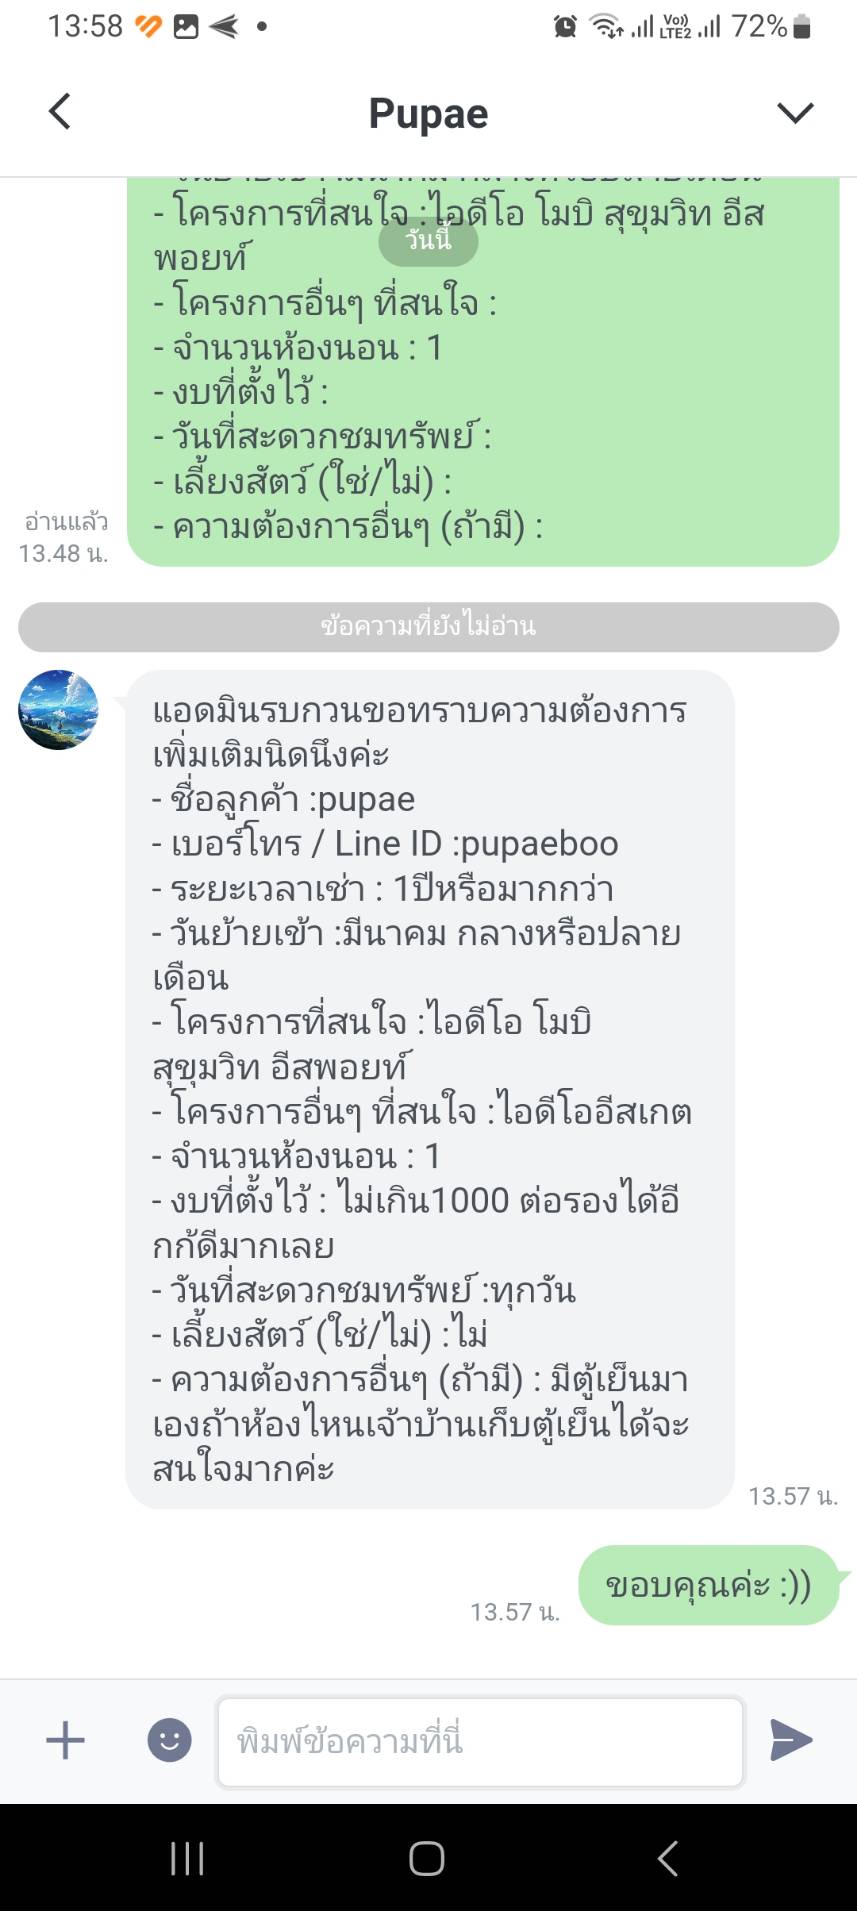 13:58
Vo))
LTE2
72%
Pupae
- โครงการที่สนใจ :ไอดีโอ โมบิ สุขุมวิท อีส
วันนี้
พอยท์
- โครงการอื่นๆ ที่สนใจ :
- จำนวนห้องนอน : 1
- งบที่ตั้งไว้ :
- วันที่สะดวกชมทรัพย์ :
- เลี้ยงสัตว์ (ใช่/ไม่) :
- ความต้องการอื่นๆ (ถ้ามี) :
อ่านแล้ว
13.48 น.
ข้อความที่ยังไม่อ่าน
แอดมินรบกวนขอทราบความต้องการ
เพิ่มเติมนิดนึงค่ะ
- ชื่อลูกค้า :pupae
- เบอร์โทร / Line ID :pupaeboo
- ระยะเวลาเช่า : 1ปีหรือมากกว่า
- วันย้ายเข้า :มีนาคม กลางหรือปลาย
เดือน
- โครงการที่สนใจ :ไอดีโอ โมบิ
สุขุมวิท อีสพอยท์
- โครงการอื่นๆ ที่สนใจ :ไอดีโออีสเกต
- จำนวนห้องนอน : 1
- งบที่ตั้งไว้ : ไม่เกิน1000 ต่อรองได้อี
กก้ดีมากเลย
- วันที่สะดวกชมทรัพย์ :ทุกวัน
- เลี้ยงสัตว์ (ใช่/ไม่) :ไม่
- ความต้องการอื่นๆ (ถ้ามี) : มีตู้เย็นมา
เองถ้าห้องไหนเจ้าบ้านเก็บตู้เย็นได้จะ
สนใจมากค่ะ
13.57 น.
ขอบคุณค่ะ :))
13.57 น.
พิมพ์ข้อความที่นี่